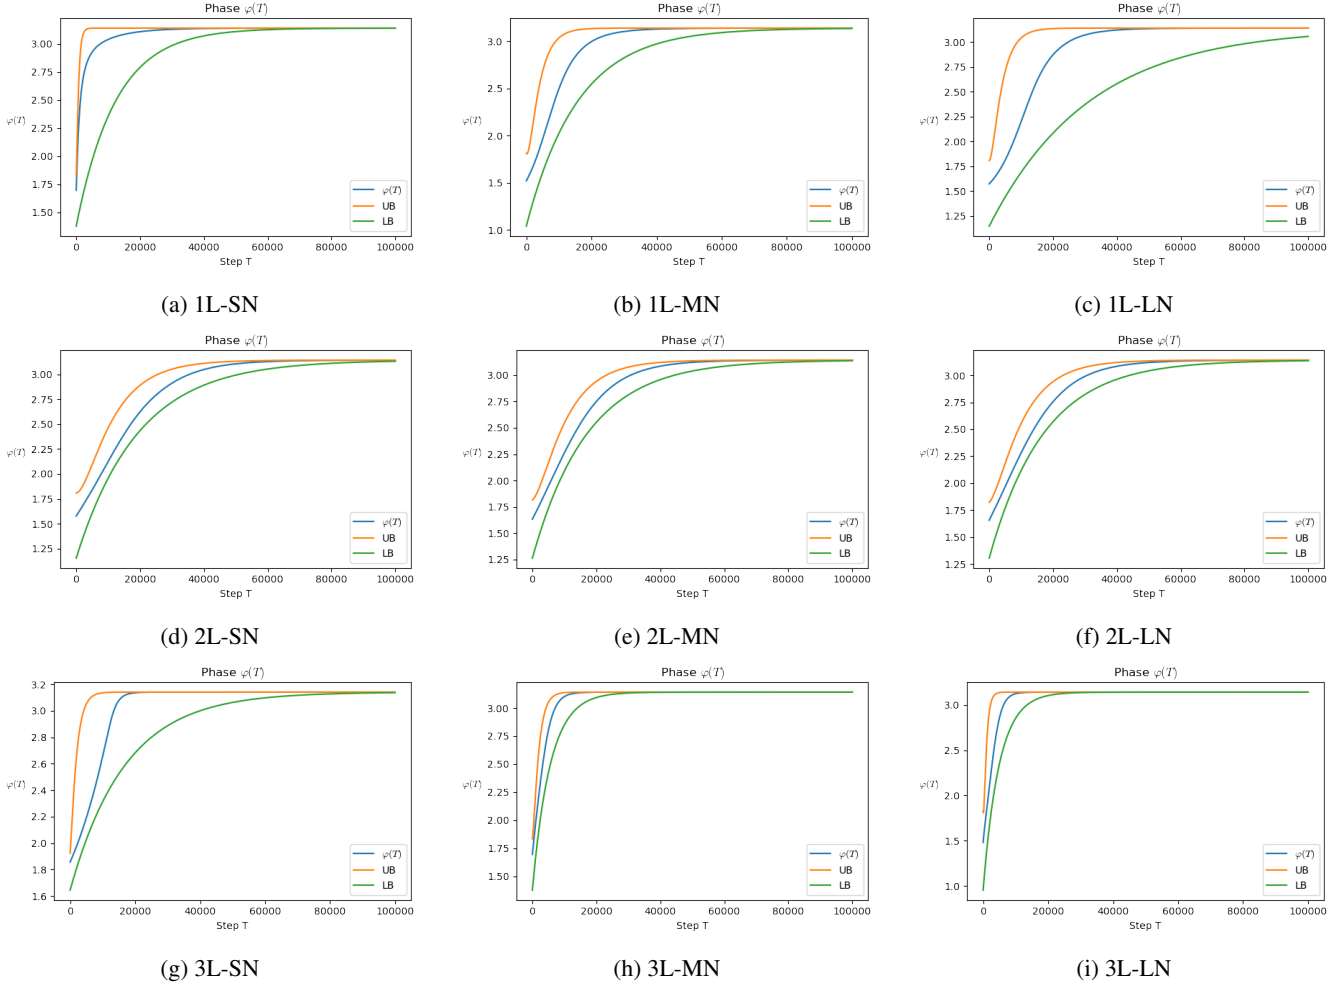 Phase φ(T)
3.00
2.75
2.50
2.25
2.00
1.75
1.50
φ(T)
φ(T)
UB
LB
0 20000 40000 60000 80000 100000
Step T
(a) 1L-SN
Phase φ(T)
3.0
2.5
2.0
1.5
1.0
φ(T)
φ(T)
UB
LB
0 20000 40000 60000 80000 100000
Step T
(b) 1L-MN
Phase φ(T)
3.00
2.75
2.50
2.25
2.00
1.75
1.50
1.25
φ(T)
φ(T)
UB
LB
0 20000 40000 60000 80000 100000
Step T
(c) 1L-LN
Phase φ(T)
3.00
2.75
2.50
2.25
2.00
1.75
1.50
1.25
φ(T)
φ(T)
UB
LB
0 20000 40000 60000 80000 100000
Step T
(d) 2L-SN
Phase φ(T)
3.00
2.75
2.50
2.25
2.00
1.75
1.50
1.25
φ(T)
φ(T)
UB
LB
0 20000 40000 60000 80000 100000
Step T
(e) 2L-MN
Phase φ(T)
3.00
2.75
2.50
2.25
2.00
1.75
1.50
1.25
φ(T)
φ(T)
UB
LB
0 20000 40000 60000 80000 100000
Step T
(f) 2L-LN
Phase φ(T)
3.2
3.0
2.8
2.6
2.4
2.2
2.0
1.8
1.6
φ(T)
φ(T)
UB
LB
0 20000 40000 60000 80000 100000
Step T
(g) 3L-SN
Phase φ(T)
3.00
2.75
2.50
2.25
2.00
1.75
1.50
φ(T)
φ(T)
UB
LB
0 20000 40000 60000 80000 100000
Step T
(h) 3L-MN
Phase φ(T)
3.0
2.5
2.0
1.5
1.0
φ(T)
φ(T)
UB
LB
0 20000 40000 60000 80000 100000
Step T
(i) 3L-LN